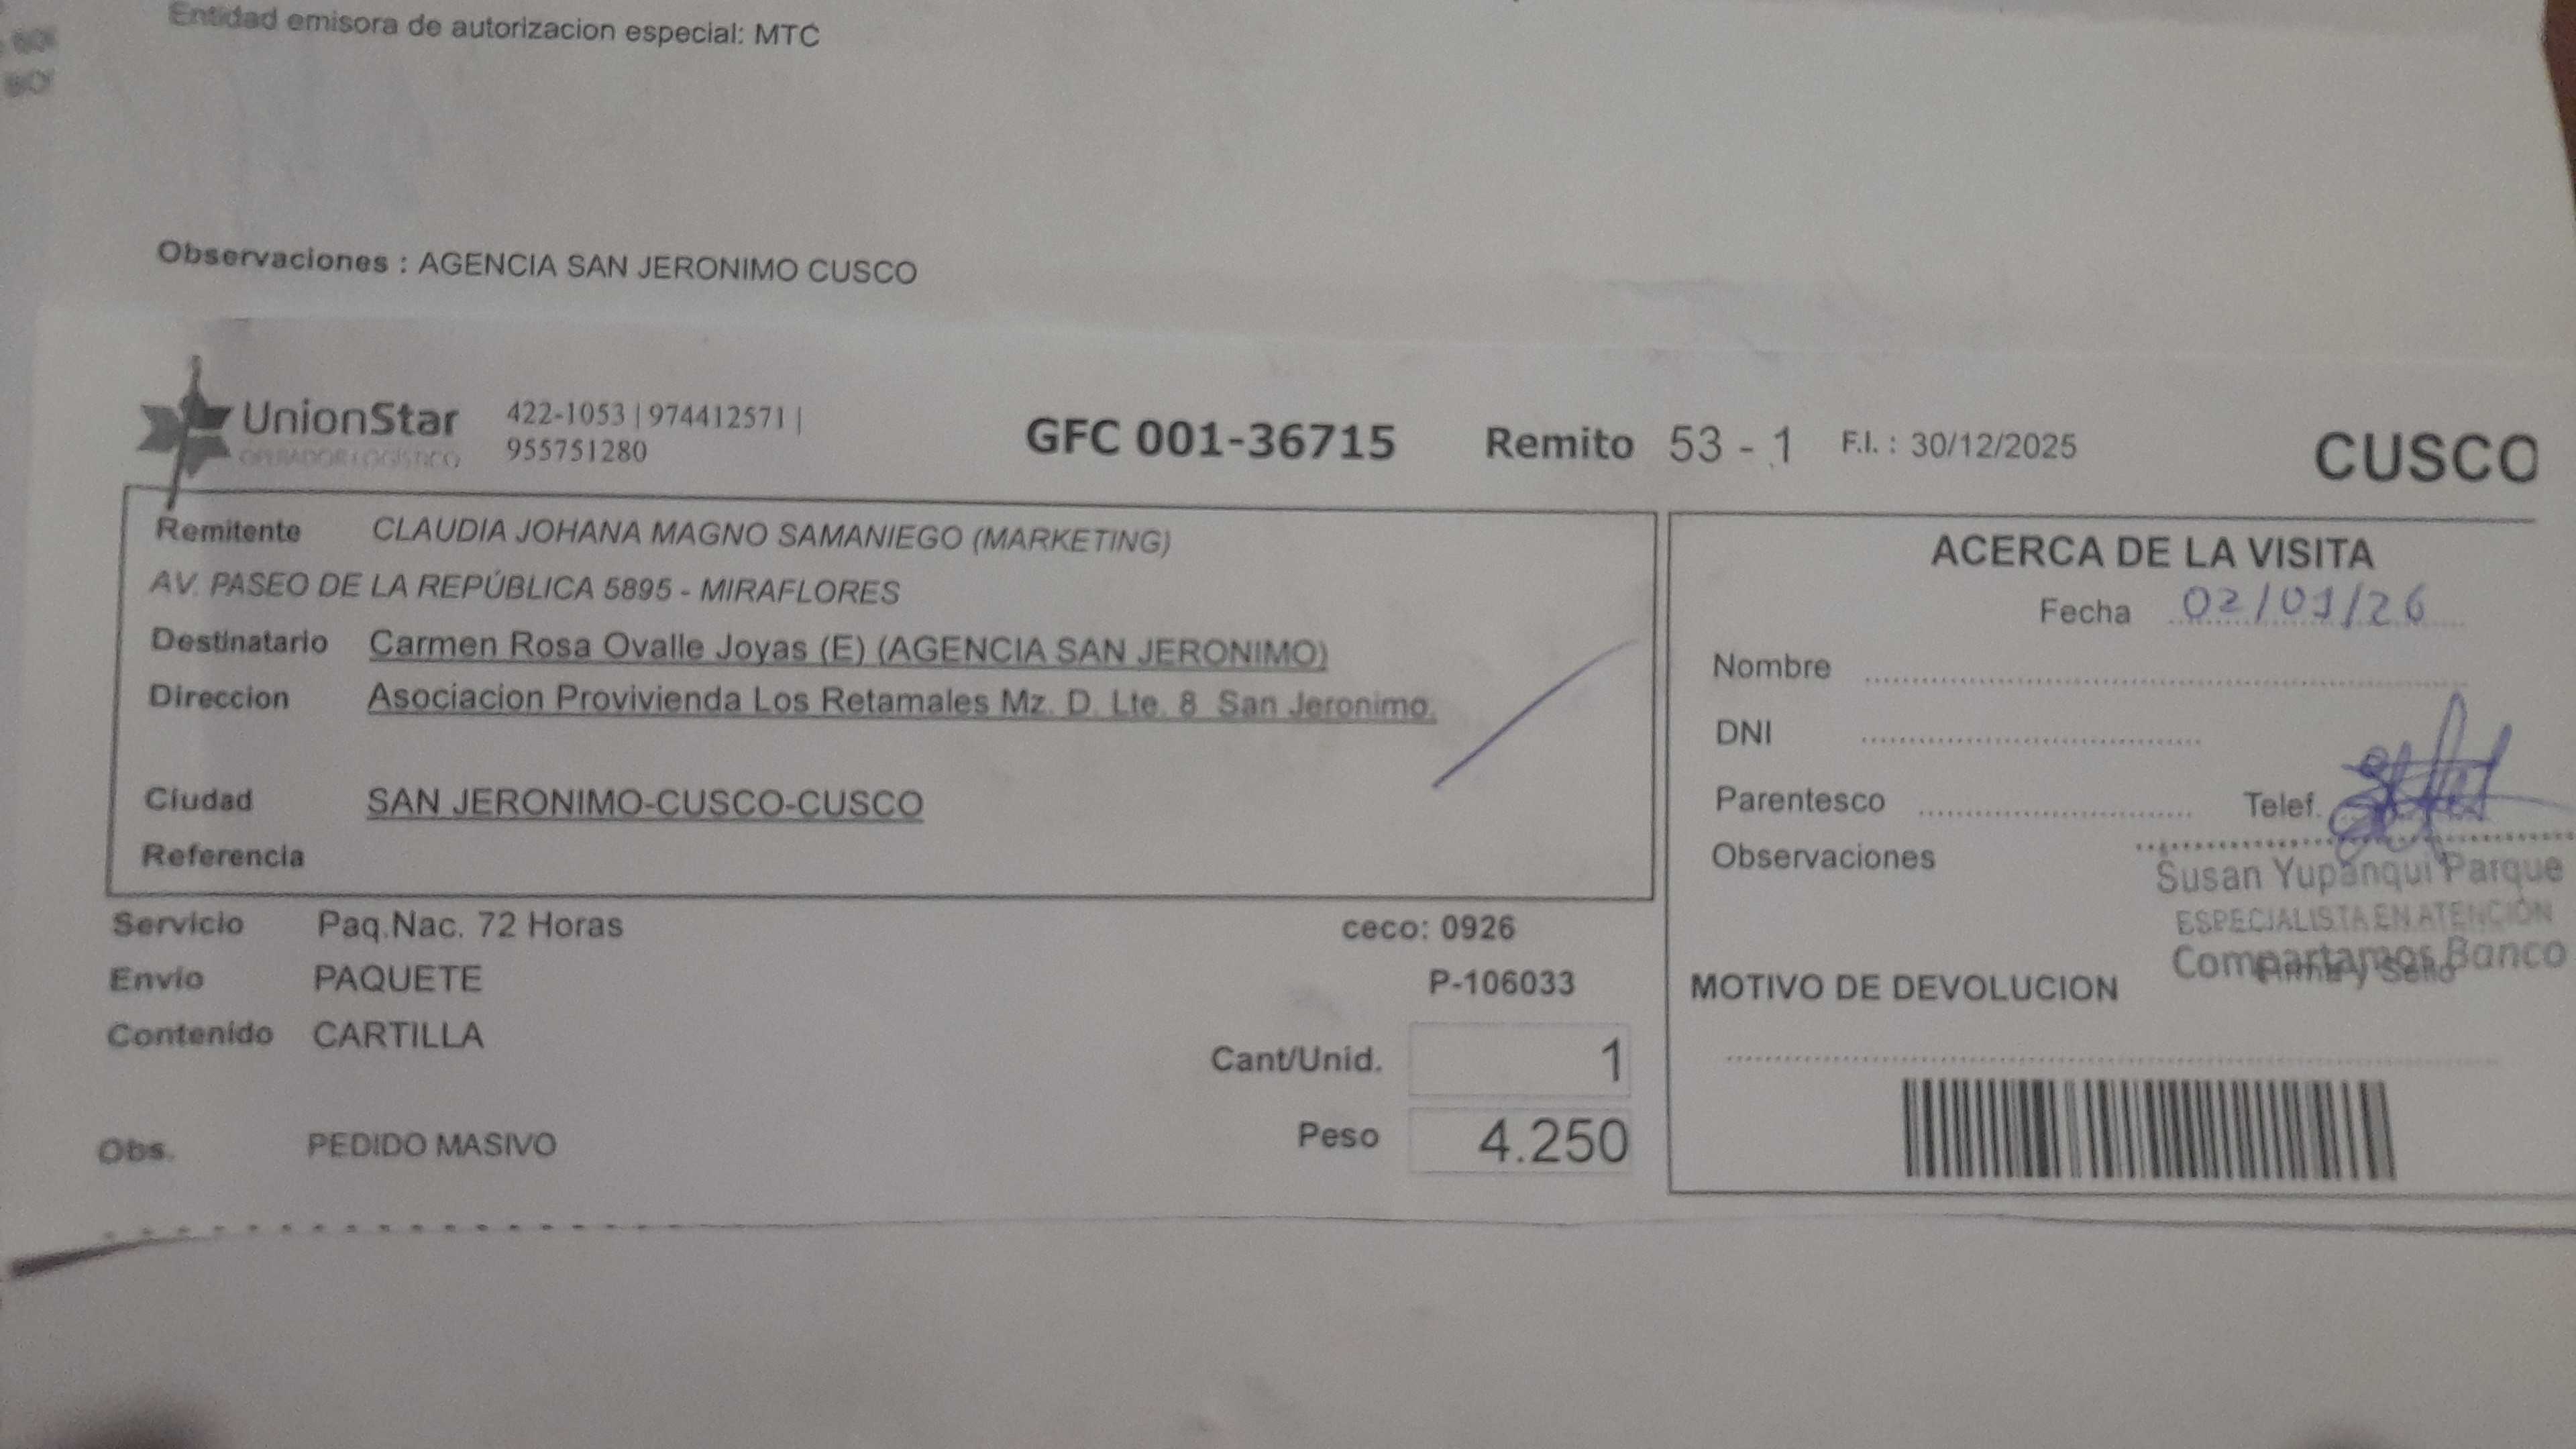 Entidad emisora de autorizacion especial: MTC
Observaciones : AGENCIA SAN JERONIMO CUSCO
UnionStar
OPERADOR LOGÍSTICO
422-1053 | 974412571 |
955751280
GFC 001-36715 Remito 53 - 1 F.I. : 30/12/2025 CUSCO
Remitente CLAUDIA JOHANA MAGNO SAMANIEGO (MARKETING)
AV. PASEO DE LA REPÚBLICA 5895 - MIRAFLORES
Destinatario Carmen Rosa Ovalle Joyas (E) (AGENCIA SAN JERONIMO)
Direccion Asociacion Provivienda Los Retamales Mz. D. Lte. 8 San Jeronimo.
Ciudad SAN JERONIMO-CUSCO-CUSCO
Referencia
Servicio Paq.Nac. 72 Horas ceco: 0926
Envio PAQUETE P-106033
Contenido CARTILLA
Cant/Unid. 1
Peso 4.250
Obs. PEDIDO MASIVO
ACERCA DE LA VISITA
Fecha 02/01/26
Nombre
DNI
Parentesco Telef.
Observaciones
Susan Yupanqui Parque
ESPECIALISTA EN ATENCIÓN
Compartamos Banco
Firma y Sello
MOTIVO DE DEVOLUCION